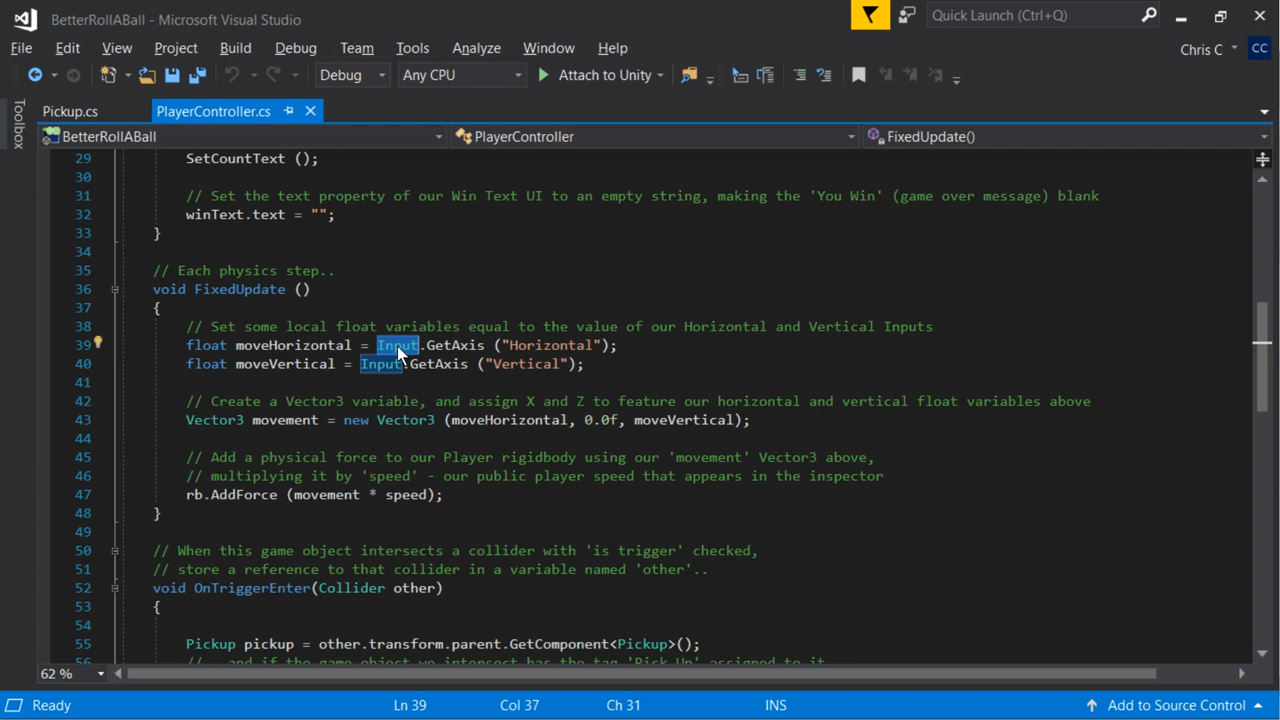 BetterRollABall - Microsoft Visual Studio
Quick Launch (Ctrl+Q)
File Edit View Project Build Debug Team Tools Analyze Window Help
Chris C CC
Debug Any CPU Attach to Unity
Toolbox
Pickup.cs PlayerController.cs
BetterRollABall PlayerController FixedUpdate()
29 SetCountText ();
30
31 // Set the text property of our Win Text UI to an empty string, making the 'You Win' (game over message) blank
32 winText.text = "";
33 }
34
35 // Each physics step..
36 void FixedUpdate ()
37 {
38 // Set some local float variables equal to the value of our Horizontal and Vertical Inputs
39 float moveHorizontal = Input.GetAxis ("Horizontal");
40 float moveVertical = Input.GetAxis ("Vertical");
41
42 // Create a Vector3 variable, and assign X and Z to feature our horizontal and vertical float variables above
43 Vector3 movement = new Vector3 (moveHorizontal, 0.0f, moveVertical);
44
45 // Add a physical force to our Player rigidbody using our 'movement' Vector3 above,
46 // multiplying it by 'speed' - our public player speed that appears in the inspector
47 rb.AddForce (movement * speed);
48 }
49
50 // When this game object intersects a collider with 'is trigger' checked,
51 // store a reference to that collider in a variable named 'other'..
52 void OnTriggerEnter(Collider other)
53 {
54
55 Pickup pickup = other.transform.parent.GetComponent<Pickup>();
56 // ..and if the game object we intersect has the tag 'Pick Up' assigned to it..
62 %
Ready Ln 39 Col 37 Ch 31 INS Add to Source Control